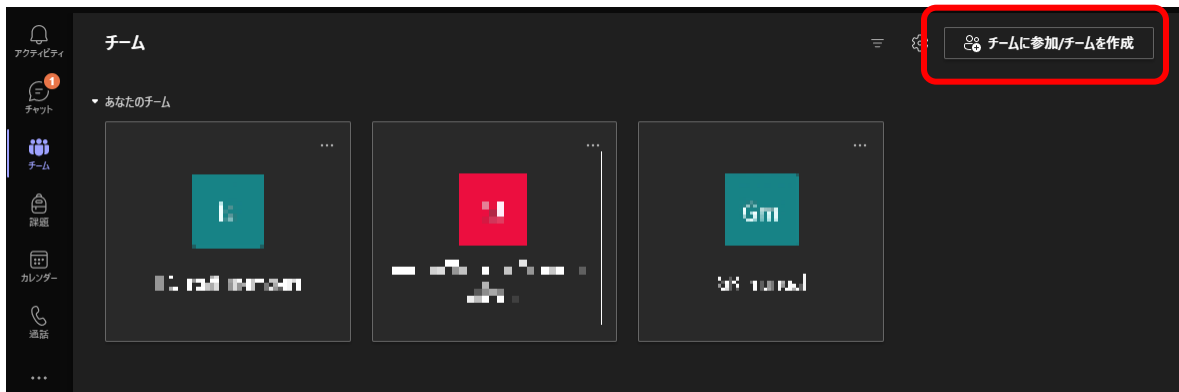 アクティビティ
チーム
チームに参加/チームを作成
1
チャット
あなたのチーム
チーム
課題
Gm
カレンダー
通話